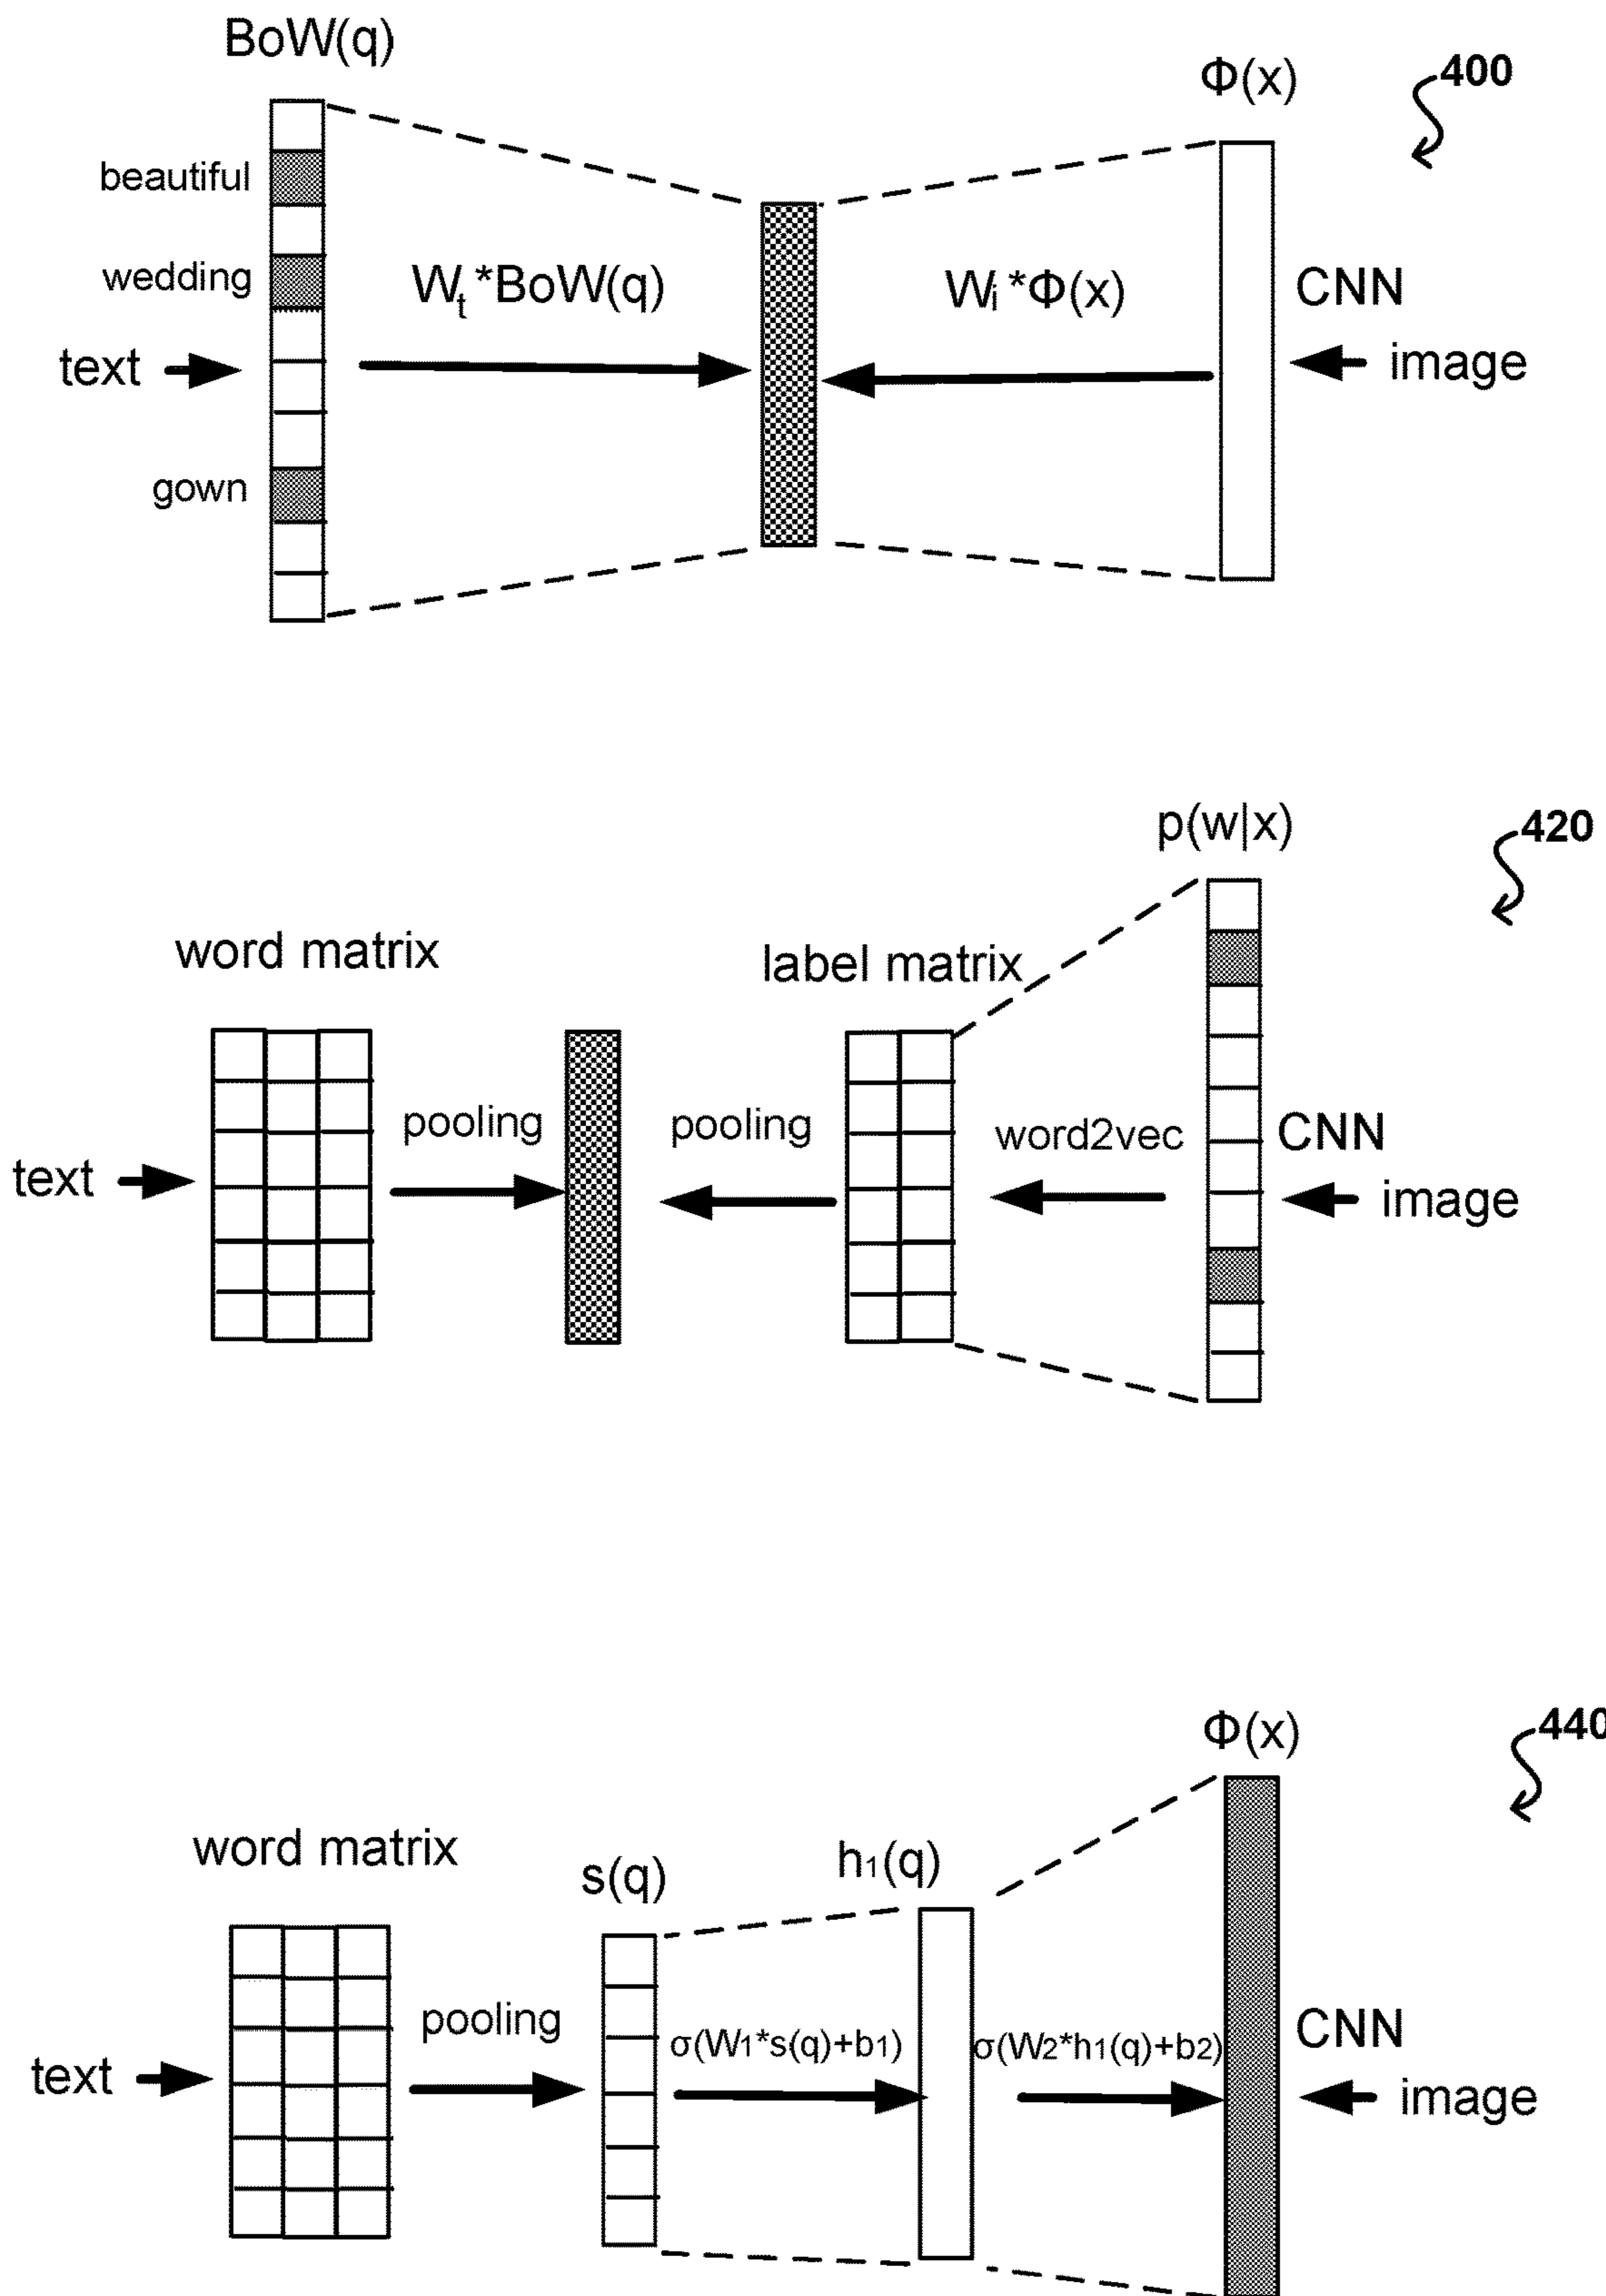 BoW(q)
Φ(x)
400
beautiful
wedding
Wt*BoW(q)
Wi*Φ(x)
CNN
text
image
gown
p(w|x)
420
word matrix
label matrix
pooling
pooling
word2vec
CNN
text
image
Φ(x)
440
word matrix
s(q)
h1(q)
pooling
σ(W1*s(q)+b1)
σ(W2*h1(q)+b2)
CNN
text
image